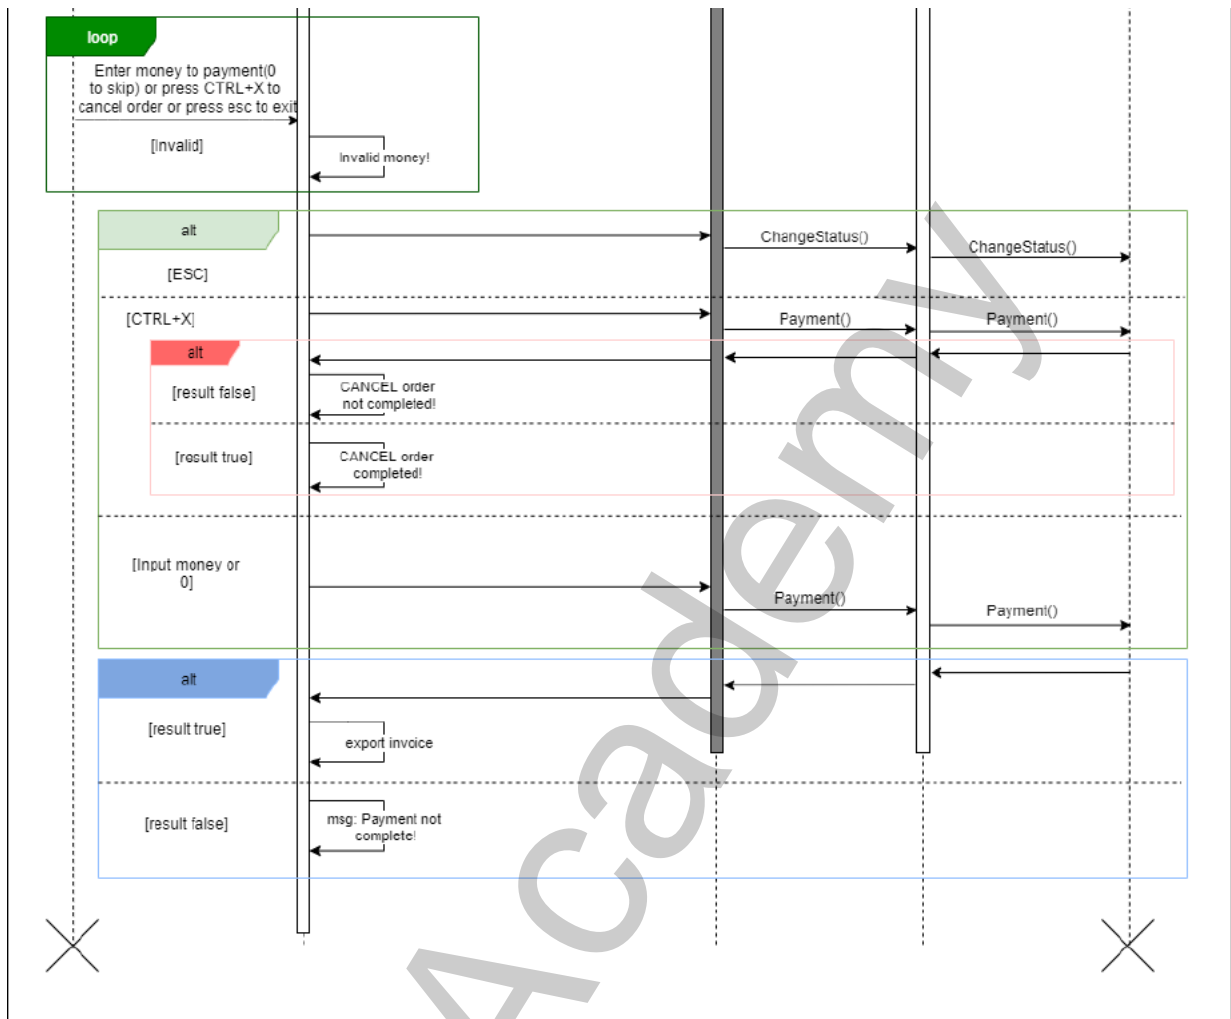 loop
Enter money to payment(0
to skip) or press CTRL+X to
cancel order or press esc to exit
[Invalid]
Invalid money!
alt
ChangeStatus()
ChangeStatus()
[ESC]
[CTRL+X]
Payment()
Payment()
alt
[result false]
CANCEL order
not completed!
[result true]
CANCEL order
completed!
[Input money or
0]
Payment()
Payment()
alt
[result true]
export invoice
[result false]
msg: Payment not
complete!
Academy